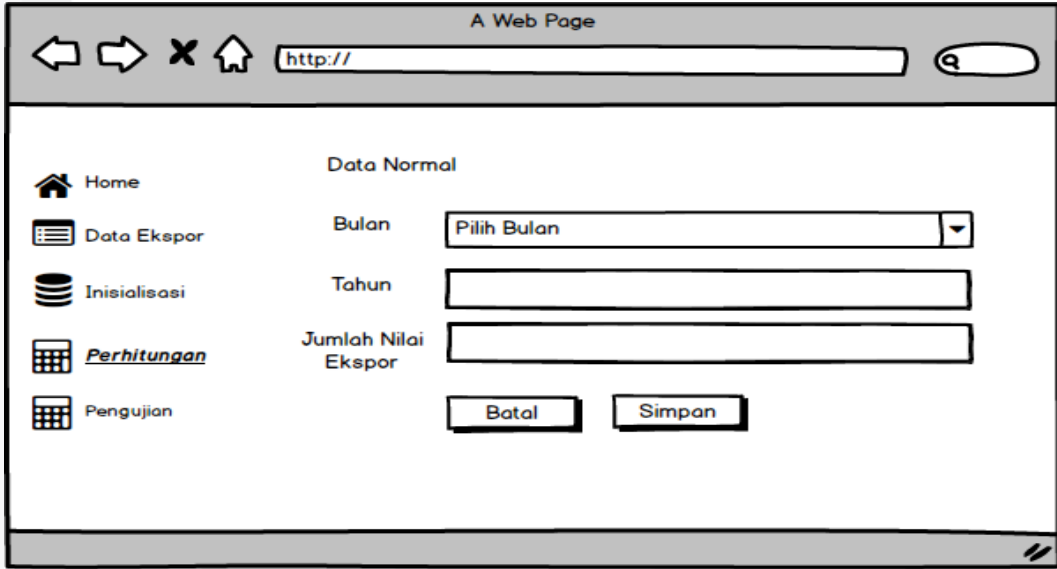 A Web Page
http://
Home
Data Ekspor
Inisialisasi
Perhitungan
Pengujian
Data Normal
Bulan
Pilih Bulan
Tahun
Jumlah Nilai
Ekspor
Batal
Simpan